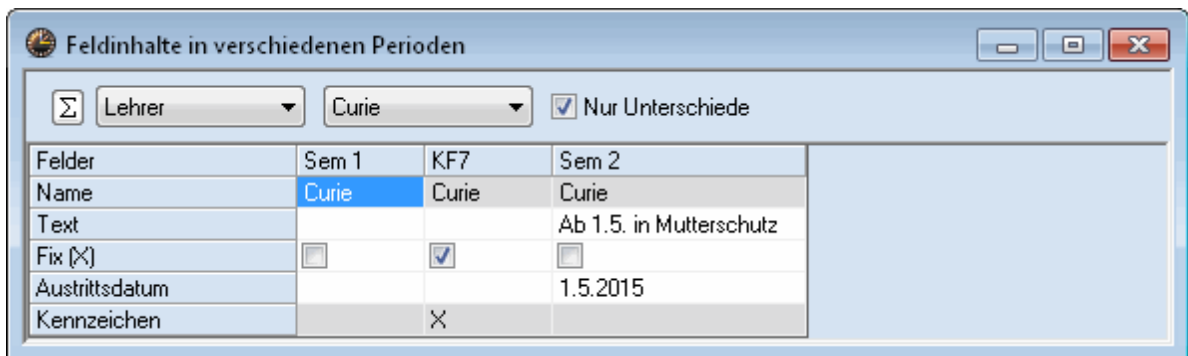 Feldinhalte in verschiedenen Perioden
Σ Lehrer Curie Nur Unterschiede
Felder Sem 1 KF7 Sem 2
Name Curie Curie Curie
Text Ab 1.5. in Mutterschutz
Fix (X)
Austrittsdatum 1.5.2015
Kennzeichen X